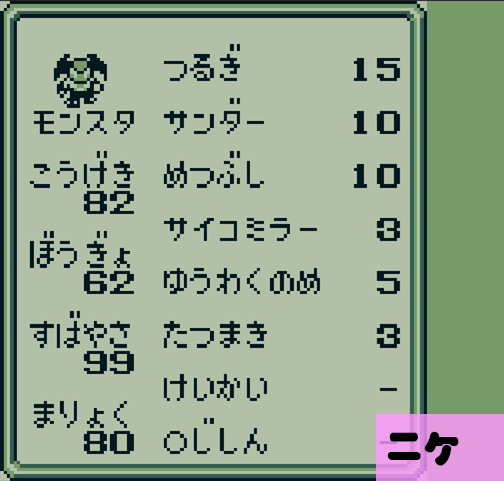 つるぎ 15
モンスタ サンダー 10
こうげき 82 めつぶし 10
サイコミラー 3
ぼうぎょ 62 ゆうわくのめ 5
すばやさ 99 たつまき 3
けいかい -
まりょく 80 ○じしん -
ニケ